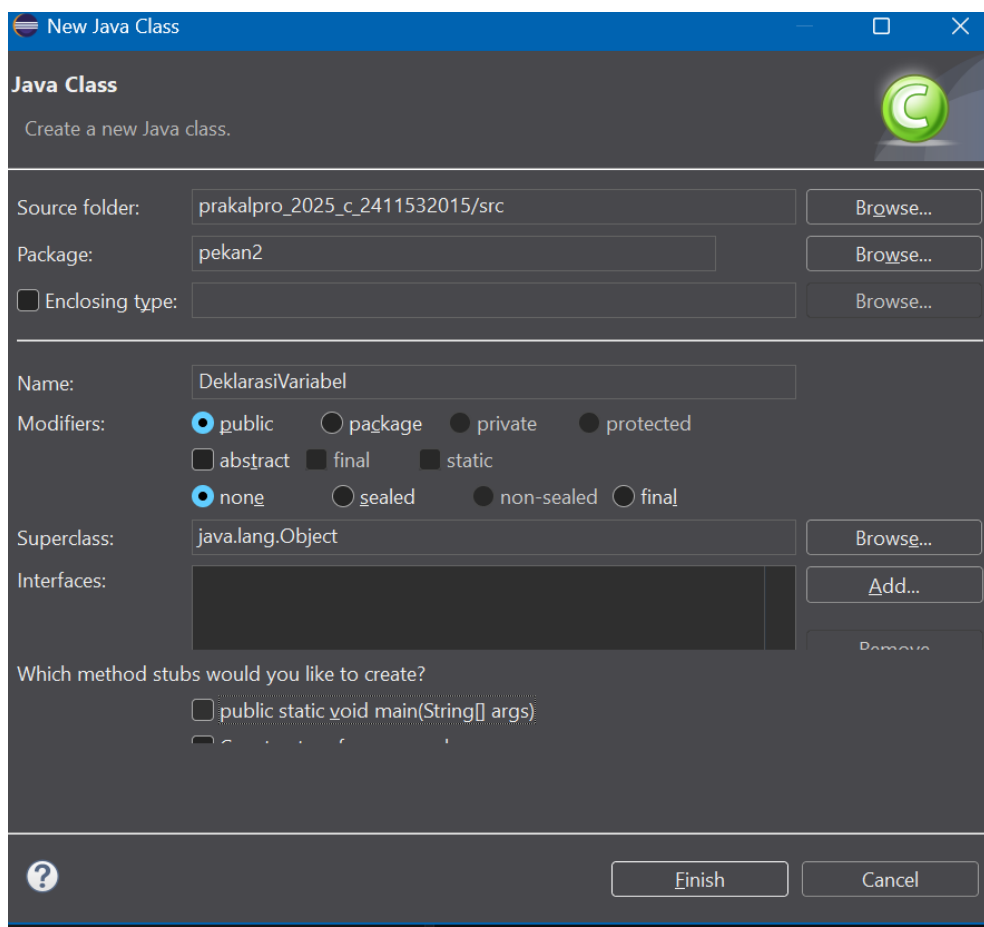 New Java Class
Java Class
Create a new Java class.
Source folder: prakalpro_2025_c_2411532015/src Browse...
Package: pekan2 Browse...
Enclosing type: Browse...
Name: DeklarasiVariabel
Modifiers: public package private protected
abstract final static
none sealed non-sealed final
Superclass: java.lang.Object Browse...
Interfaces: Add...
Remove
Which method stubs would you like to create?
public static void main(String[] args)
? Finish Cancel